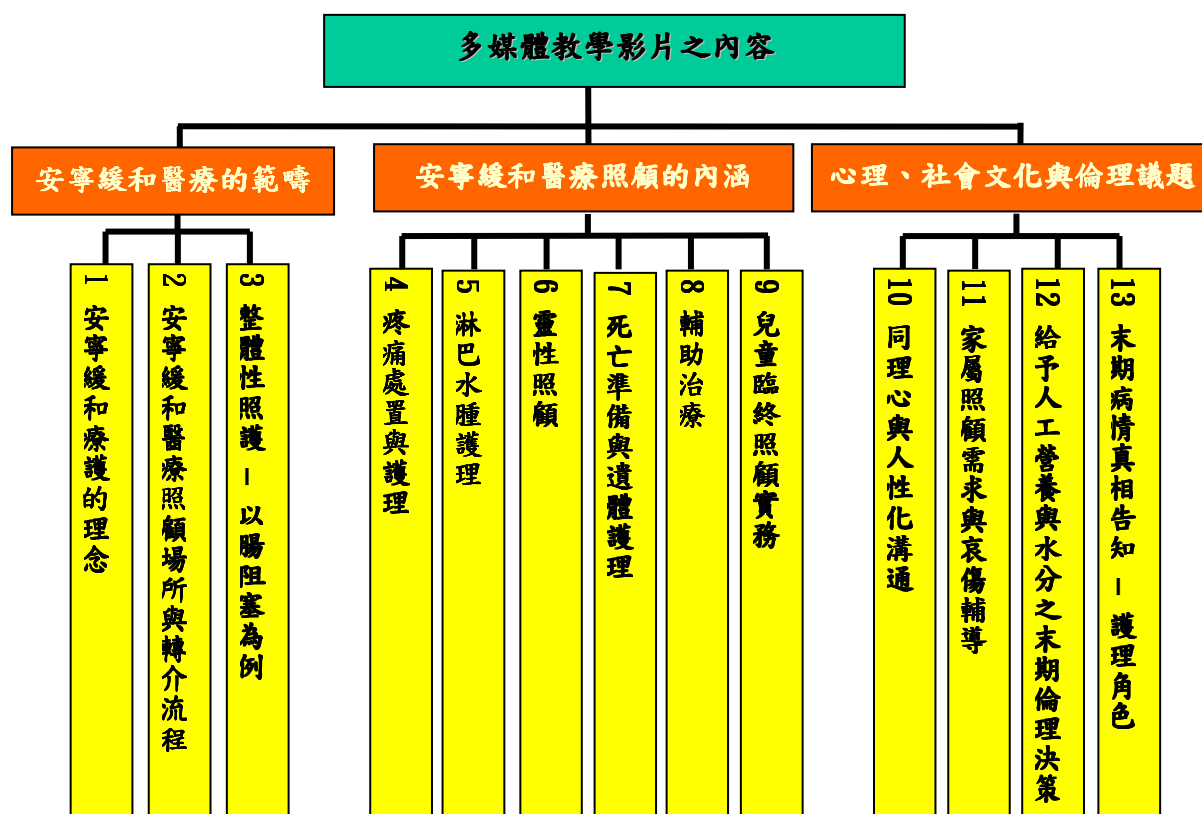 多媒體教學影片之內容
安寧緩和醫療的範疇
安寧緩和醫療照顧的內涵
心理、社會文化與倫理議題
1 安寧緩和療護的理念
2 安寧緩和醫療照顧場所與轉介流程
3 整體性照護－以腸阻塞為例
4 疼痛處置與護理
5 淋巴水腫護理
6 靈性照顧
7 死亡準備與遺體護理
8 輔助治療
9 兒童臨終照顧實務
10 同理心與人性化溝通
11 家屬照顧需求與哀傷輔導
12 給予人工營養與水分之末期倫理決策
13 末期病情真相告知－護理角色